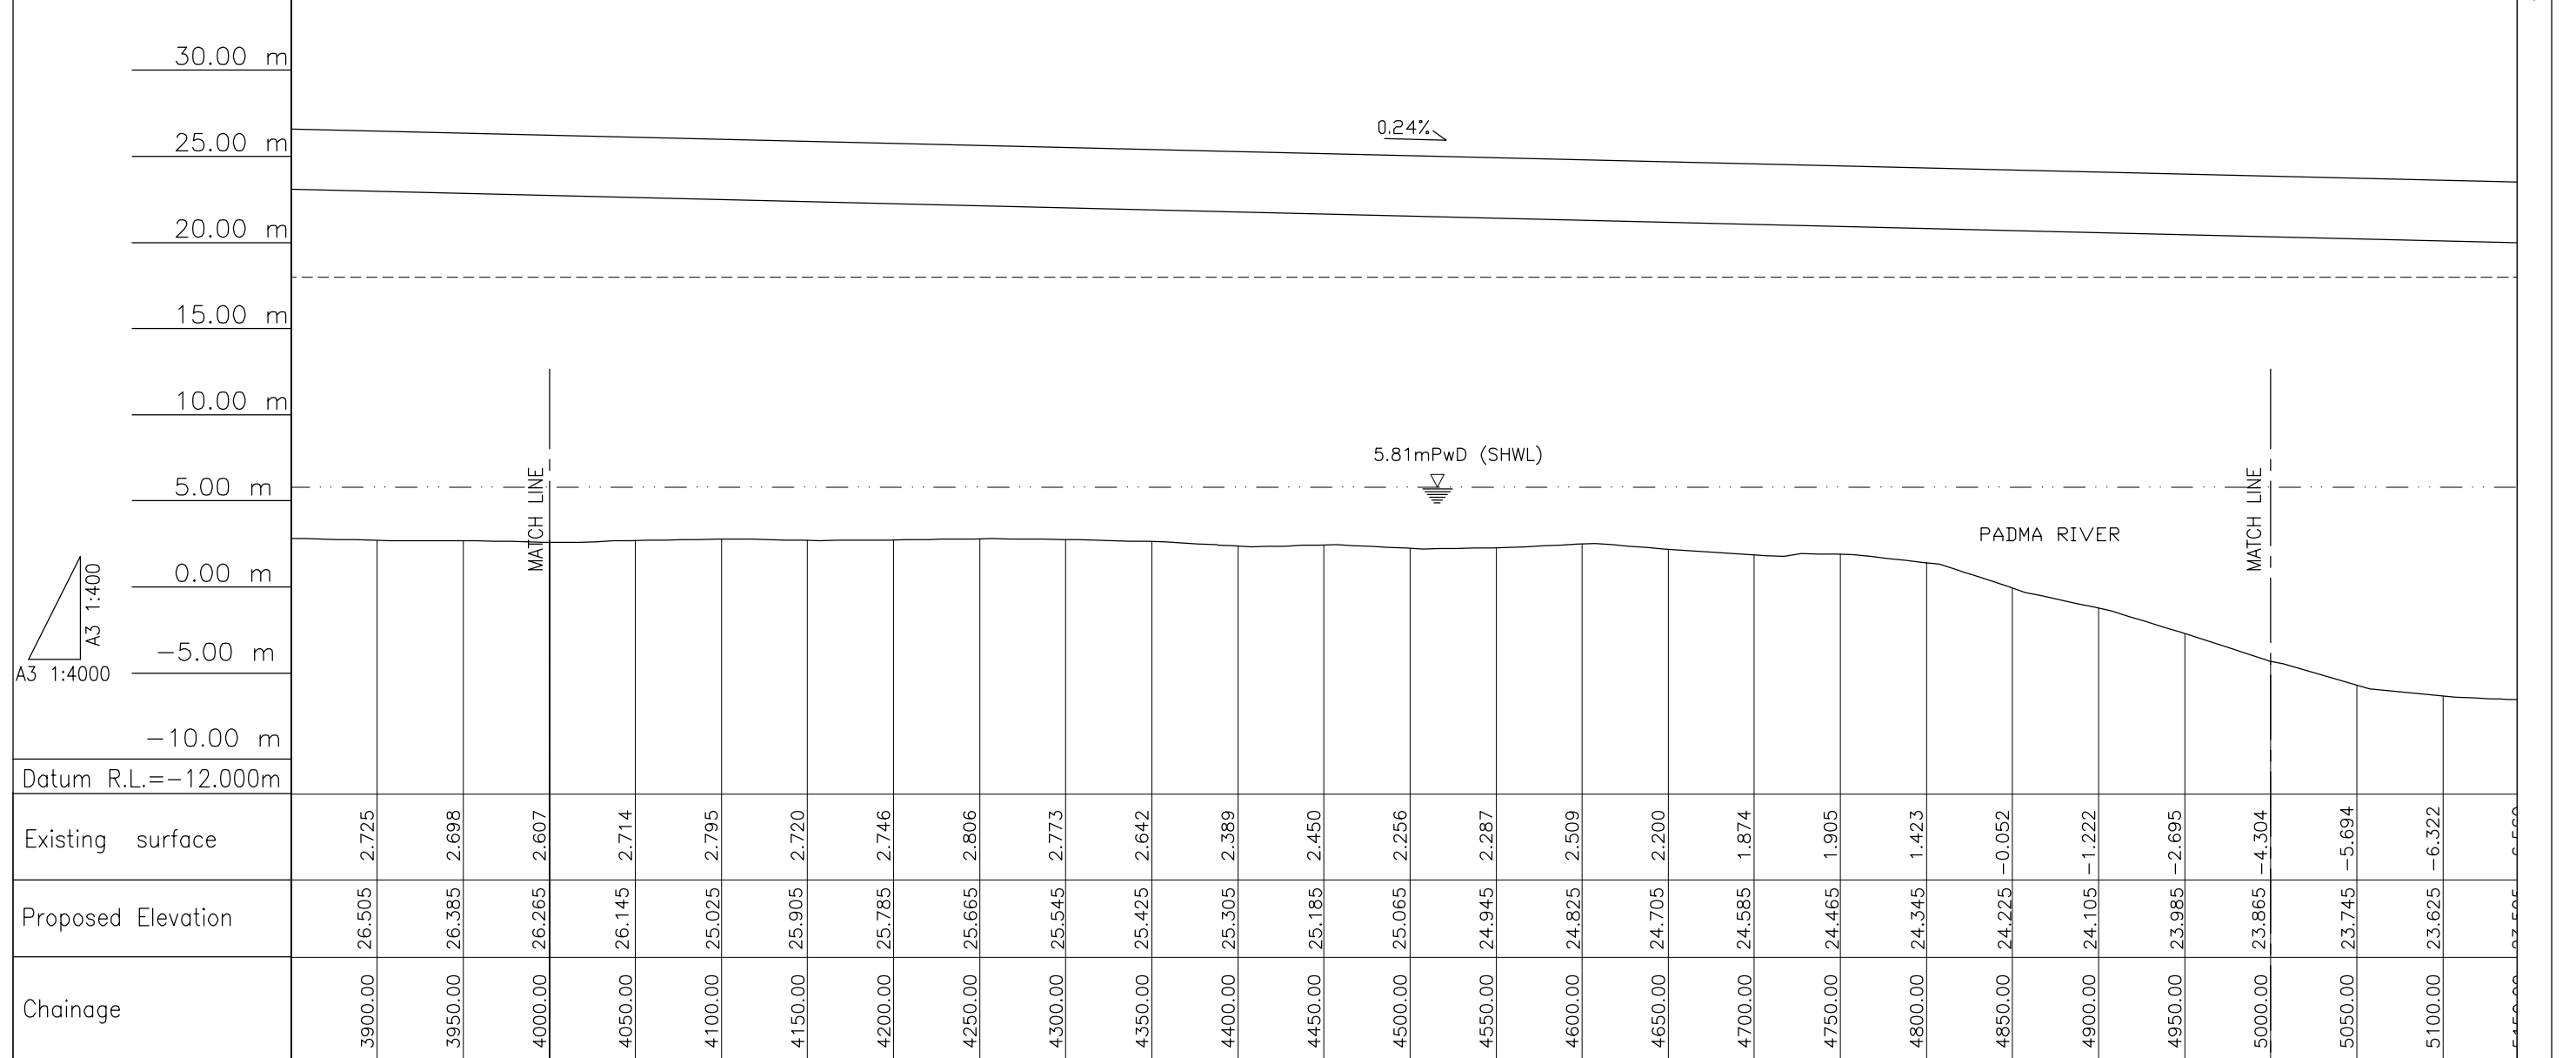 30.00 m
25.00 m
20.00 m
15.00 m
10.00 m
5.00 m
0.00 m
-5.00 m
-10.00 m
0.24%
5.81mPwD (SHWL)
PADMA RIVER
MATCH LINE
MATCH LINE
A3 1:400
A3 1:4000
Datum R.L.=-12.000m
Existing surface 2.725 2.698 2.607 2.714 2.795 2.720 2.746 2.806 2.773 2.642 2.389 2.450 2.256 2.287 2.509 2.200 1.874 1.905 1.423 -0.052 -1.222 -2.695 -4.304 -5.694 -6.322
Proposed Elevation 26.505 26.385 26.265 26.145 25.025 25.905 25.785 25.665 25.545 25.425 25.305 25.185 25.065 24.945 24.825 24.705 24.585 24.465 24.345 24.225 24.105 23.985 23.865 23.745 23.625
Chainage 3900.00 3950.00 4000.00 4050.00 4100.00 4150.00 4200.00 4250.00 4300.00 4350.00 4400.00 4450.00 4500.00 4550.00 4600.00 4650.00 4700.00 4750.00 4800.00 4850.00 4900.00 4950.00 5000.00 5050.00 5100.00